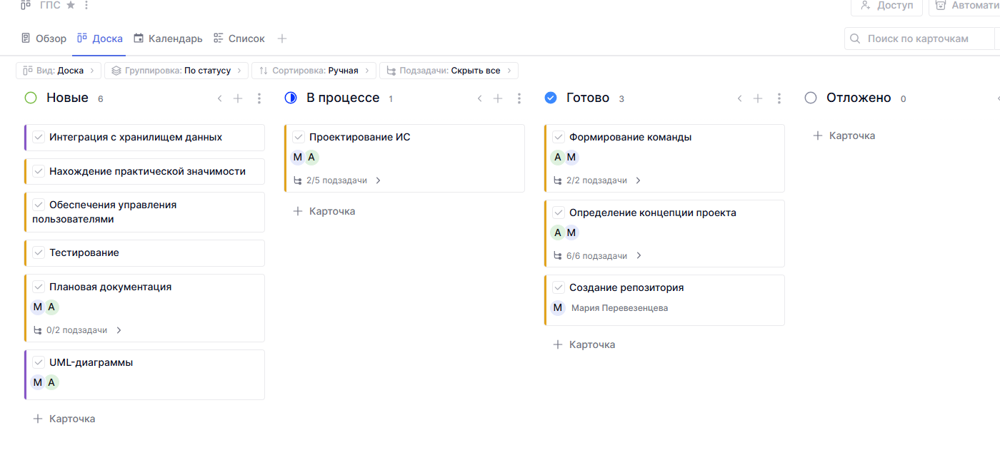 ГПС
Доступ
Автомати
Обзор
Доска
Календарь
Список
Поиск по карточкам
Вид: Доска
Группировка: По статусу
Сортировка: Ручная
Подзадачи: Скрыть все
Новые 6
Интеграция с хранилищем данных
Нахождение практической значимости
Обеспечения управления
пользователями
Тестирование
Плановая документация
М А
0/2 подзадачи
UML-диаграммы
М А
Карточка
В процессе 1
Проектирование ИС
М А
2/5 подзадачи
Карточка
Готово 3
Формирование команды
А М
2/2 подзадачи
Определение концепции проекта
А М
6/6 подзадачи
Создание репозитория
М Мария Перевезенцева
Карточка
Отложено 0
Карточка